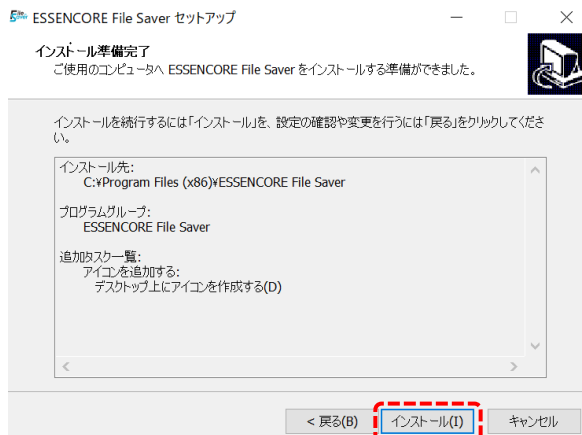 ESSENCORE File Saver セットアップ
インストール準備完了
ご使用のコンピュータへ ESSENCORE File Saver をインストールする準備ができました。
インストールを続行するには「インストール」を、設定の確認や変更を行うには「戻る」をクリックしてくださ
い。
インストール先:
C:¥Program Files (x86)¥ESSENCORE File Saver
プログラムグループ:
ESSENCORE File Saver
追加タスク一覧:
アイコンを追加する:
デスクトップ上にアイコンを作成する(D)
< 戻る(B)
インストール(I)
キャンセル